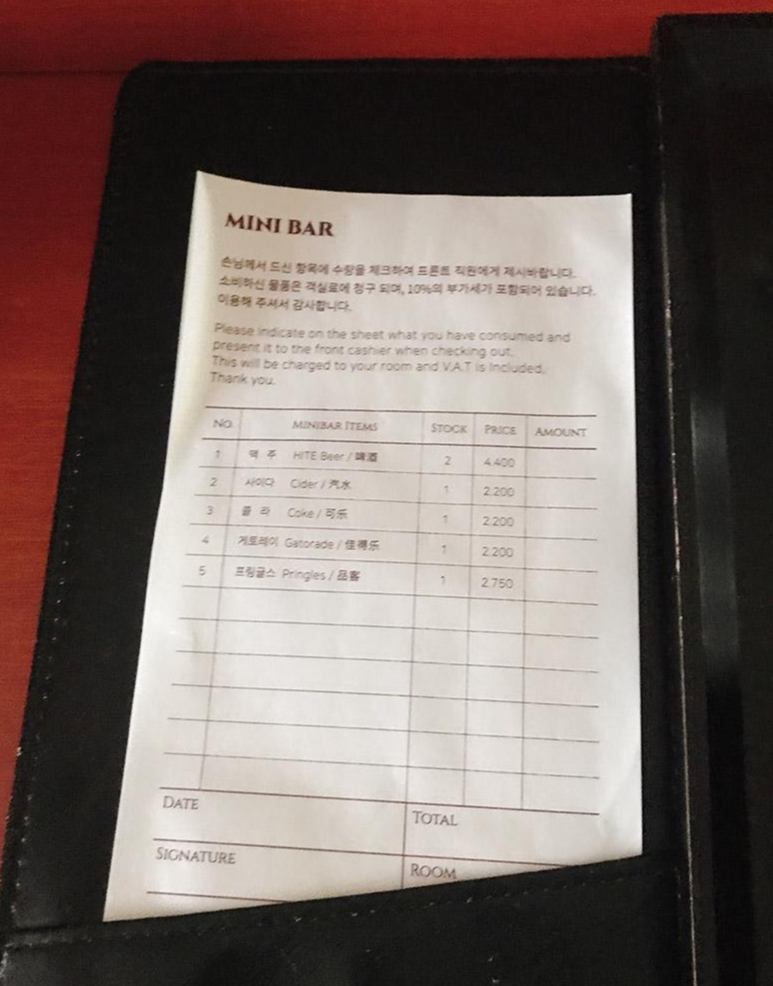 MINI BAR
손님께서 드신 항목에 수량을 체크하여 프론트 직원에게 제시바랍니다.
소비하신 물품은 객실료에 청구 되며, 10%의 부가세가 포함되어 있습니다.
이용해 주셔서 감사합니다.
Please indicate on the sheet what you have consumed and
present it to the front cashier when checking out.
This will be charged to your room and V.A.T is Included.
Thank you.
NO. MINIBAR ITEMS STOCK PRICE AMOUNT
1 맥 주 HITE Beer / 啤酒 2 4.400
2 사이다 Cider / 汽水 1 2.200
3 콜 라 Coke / 可乐 1 2.200
4 게토레이 Gatorade / 佳得乐 1 2.200
5 프링글스 Pringles / 品客 1 2.750
DATE TOTAL
SIGNATURE ROOM